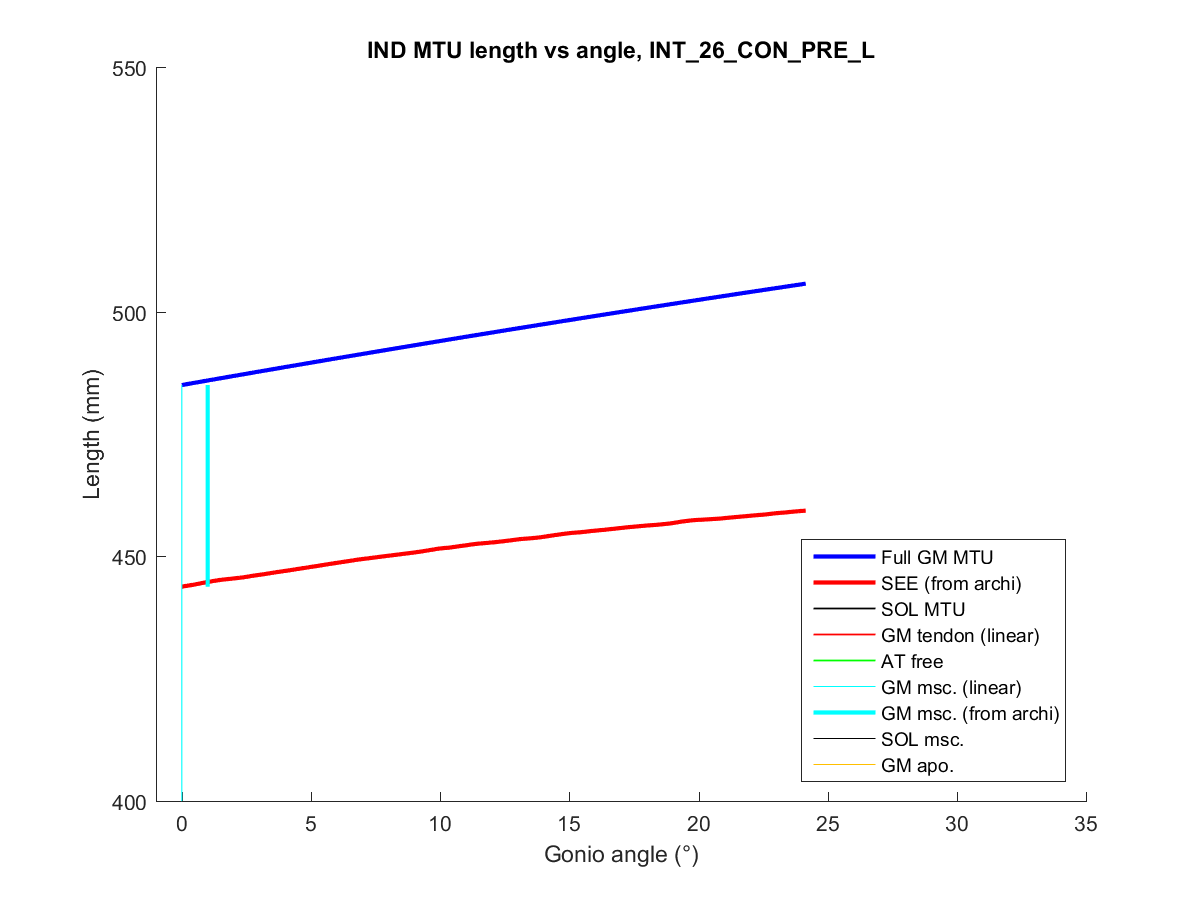 IND MTU length vs angle, INT_26_CON_PRE_L
550
500
450
400
Length (mm)
0 5 10 15 20 25 30 35
Gonio angle (°)
Full GM MTU
SEE (from archi)
SOL MTU
GM tendon (linear)
AT free
GM msc. (linear)
GM msc. (from archi)
SOL msc.
GM apo.